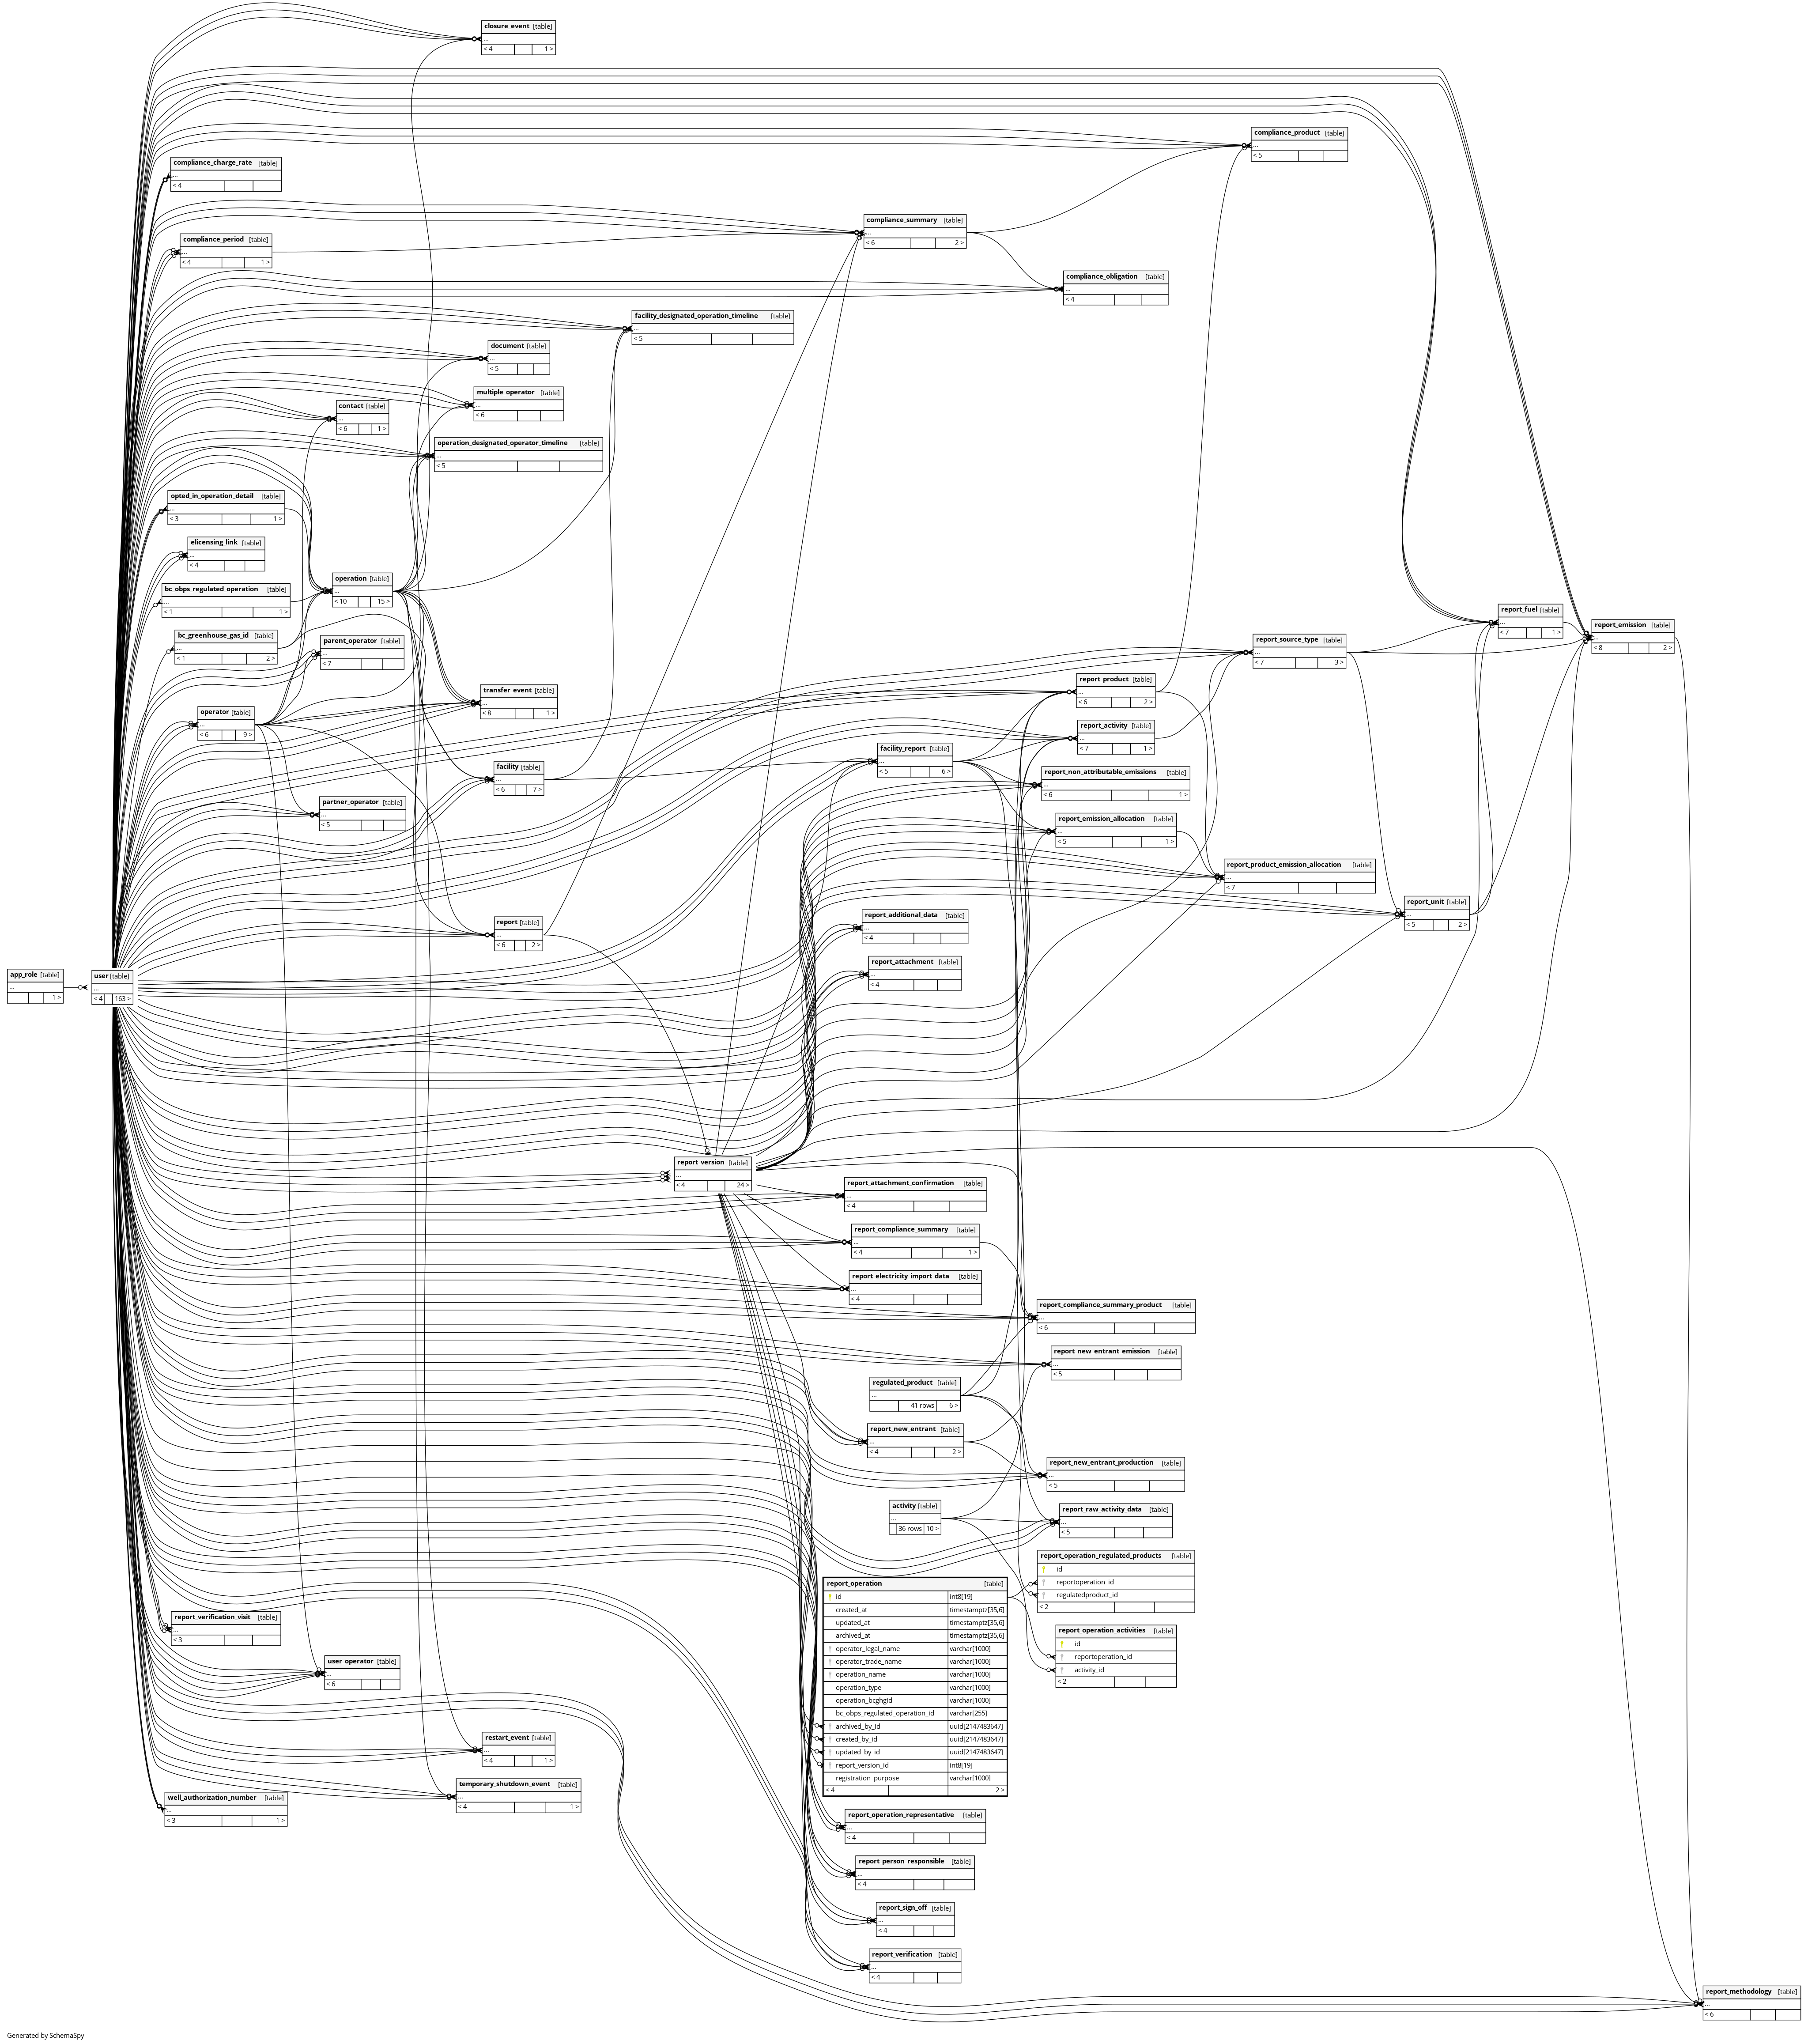 closure_event [table]
...
< 4 1 >
compliance_product [table]
...
< 5
compliance_charge_rate [table]
...
< 4
compliance_summary [table]
...
< 6 2 >
compliance_period [table]
...
< 4 1 >
compliance_obligation [table]
...
< 4
facility_designated_operation_timeline [table]
...
< 5
document [table]
...
< 5
multiple_operator [table]
...
< 6
contact [table]
...
< 6 1 >
operation_designated_operator_timeline [table]
...
< 5
opted_in_operation_detail [table]
...
< 3 1 >
elicensing_link [table]
...
< 4
operation [table]
...
< 10 15 >
bc_obps_regulated_operation [table]
...
< 1 1 >
report_fuel [table]
...
< 7 1 >
report_emission [table]
...
< 8 2 >
bc_greenhouse_gas_id [table]
...
< 1 2 >
parent_operator [table]
...
< 7
report_source_type [table]
...
< 7 3 >
report_product [table]
...
< 6 2 >
transfer_event [table]
...
< 8 1 >
operator [table]
...
< 6 9 >
report_activity [table]
...
< 7 1 >
facility_report [table]
...
< 5 6 >
facility [table]
...
< 6 7 >
report_non_attributable_emissions [table]
...
< 6 1 >
partner_operator [table]
...
< 5
report_emission_allocation [table]
...
< 5 1 >
report_product_emission_allocation [table]
...
< 7
report_unit [table]
...
< 5 2 >
report_additional_data [table]
...
< 4
report [table]
...
< 6 2 >
report_attachment [table]
...
< 4
app_role [table]
...
1 >
user [table]
...
< 4 163 >
report_version [table]
...
< 4 24 >
report_attachment_confirmation [table]
...
< 4
report_compliance_summary [table]
...
< 4 1 >
report_electricity_import_data [table]
...
< 4
report_compliance_summary_product [table]
...
< 6
report_new_entrant_emission [table]
...
< 5
regulated_product [table]
...
41 rows 6 >
report_new_entrant [table]
...
< 4 2 >
report_new_entrant_production [table]
...
< 5
activity [table]
...
36 rows 10 >
report_raw_activity_data [table]
...
< 5
report_operation_regulated_products [table]
id
reportoperation_id
regulatedproduct_id
< 2
report_operation [table]
id int8[19]
created_at timestamptz[35,6]
updated_at timestamptz[35,6]
archived_at timestamptz[35,6]
operator_legal_name varchar[1000]
operator_trade_name varchar[1000]
operation_name varchar[1000]
operation_type varchar[1000]
operation_bcghgid varchar[1000]
bc_obps_regulated_operation_id varchar[255]
archived_by_id uuid[2147483647]
created_by_id uuid[2147483647]
updated_by_id uuid[2147483647]
report_version_id int8[19]
registration_purpose varchar[1000]
< 4 2 >
report_operation_activities [table]
id
reportoperation_id
activity_id
< 2
report_verification_visit [table]
...
< 3
user_operator [table]
...
< 6
restart_event [table]
...
< 4 1 >
temporary_shutdown_event [table]
...
< 4 1 >
well_authorization_number [table]
...
< 3 1 >
report_operation_representative [table]
...
< 4
report_person_responsible [table]
...
< 4
report_sign_off [table]
...
< 4
report_verification [table]
...
< 4
report_methodology [table]
...
< 6
Generated by SchemaSpy